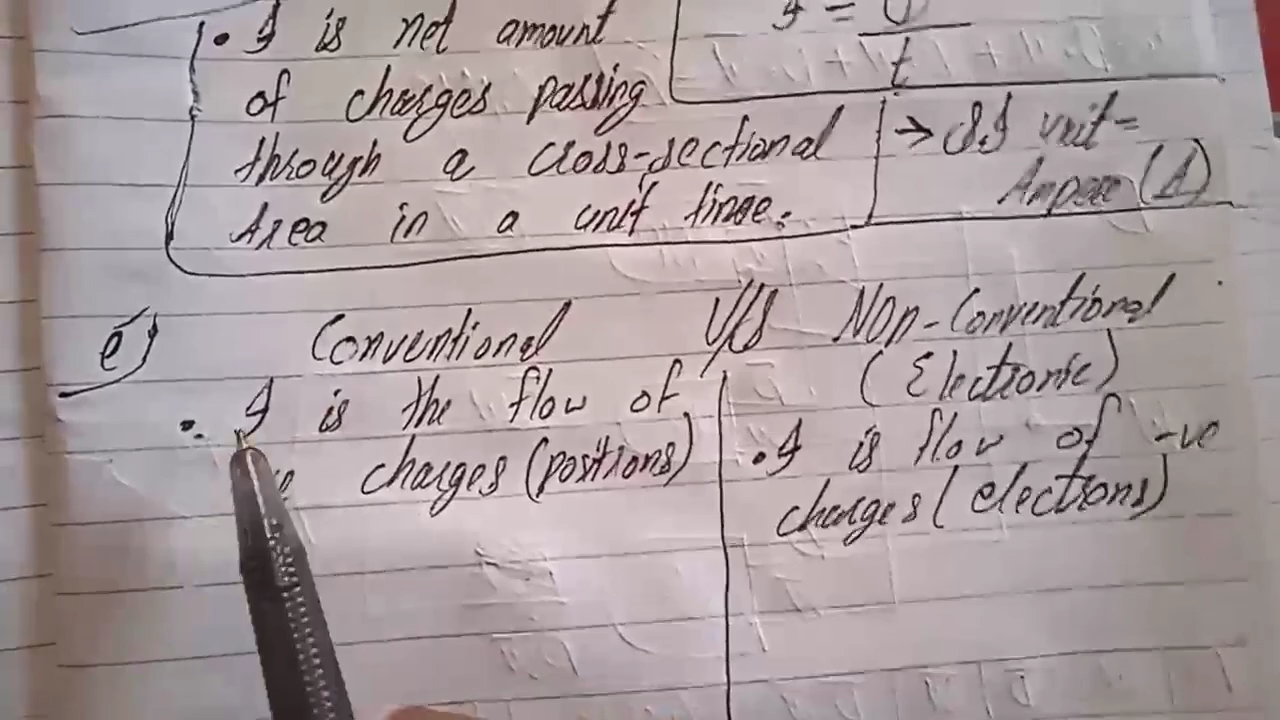 • I is net amount
of charges passing
through a cross-sectional
Area in a unit time.
I = Q
t
→ SI unit=
Ampere (A)
e)
Conventional V/S Non-Conventional
(Electronic)
• I is the flow of
charges (positions)
• I is flow of -ve
charges (electrons)